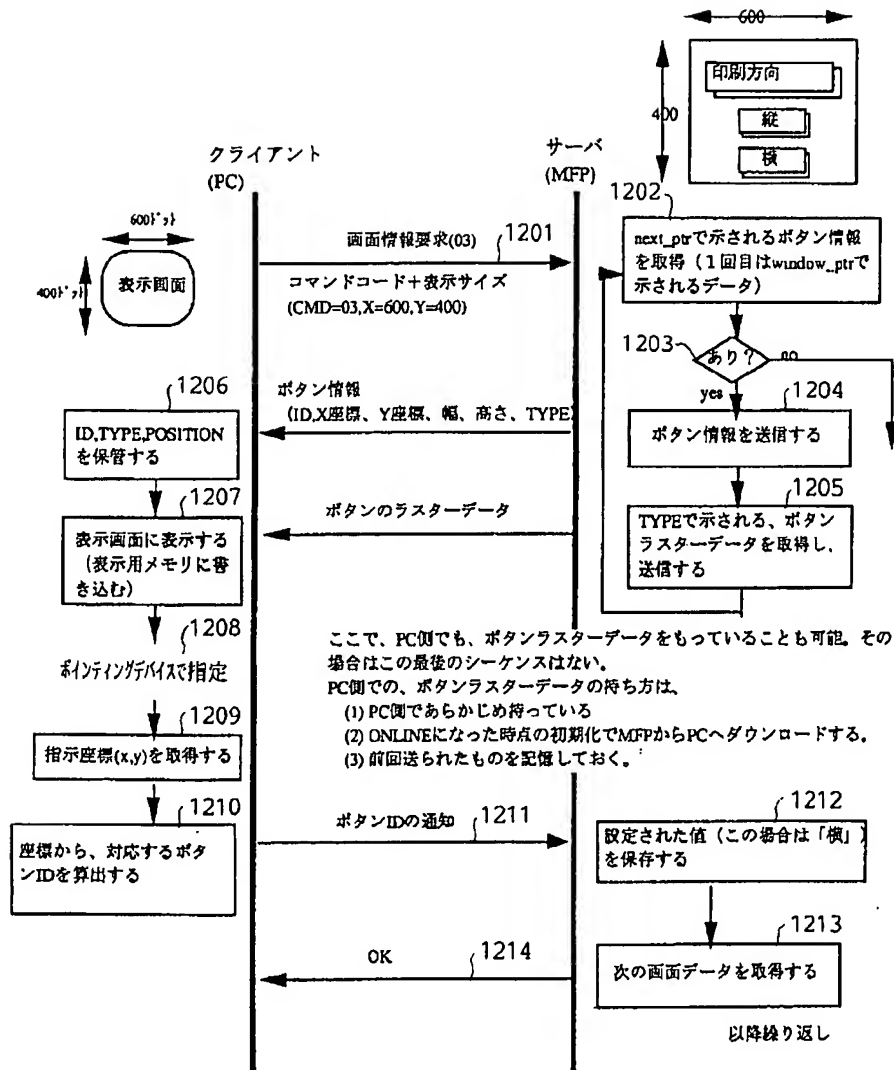 600
400
印刷方向
縦
横
クライアント
(PC)
サーバ
(MFP)
600ドット
400ドット
表示画面
画面情報要求(03)
1201
コマンドコード+表示サイズ
(CMD=03,X=600,Y=400)
1202
next_ptrで示されるボタン情報
を取得(1回目はwindow_ptrで
示されるデータ)
1203
あり?
no
yes
1204
ボタン情報を送信する
1205
TYPEで示される、ボタン
ラスターデータを取得し、
送信する
ボタン情報
(ID,X座標、Y座標、幅、高さ、TYPE)
1206
ID,TYPE,POSITION
を保管する
1207
表示画面に表示する
(表示用メモリに書
き込む)
ボタンのラスターデータ
1208
ポインティングデバイスで指定
ここで、PC側でも、ボタンラスターデータをもっていることも可能。その
場合はこの最後のシーケンスはない。
PC側での、ボタンラスターデータの持ち方は、
(1) PC側であらかじめ持っている
(2) ONLINEになった時点の初期化でMFPからPCへダウンロードする。
(3) 前回送られたものを記憶しておく。
1209
指示座標(x,y)を取得する
1210
座標から、対応するボタ
ンIDを算出する
ボタンIDの通知
1211
1212
設定された値(この場合は「横」)
を保存する
1213
次の画面データを取得する
OK
1214
以降繰り返し